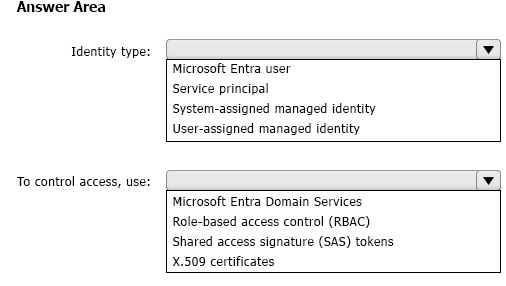 Answer Area
Identity type:
Microsoft Entra user
Service principal
System-assigned managed identity
User-assigned managed identity
To control access, use:
Microsoft Entra Domain Services
Role-based access control (RBAC)
Shared access signature (SAS) tokens
X.509 certificates